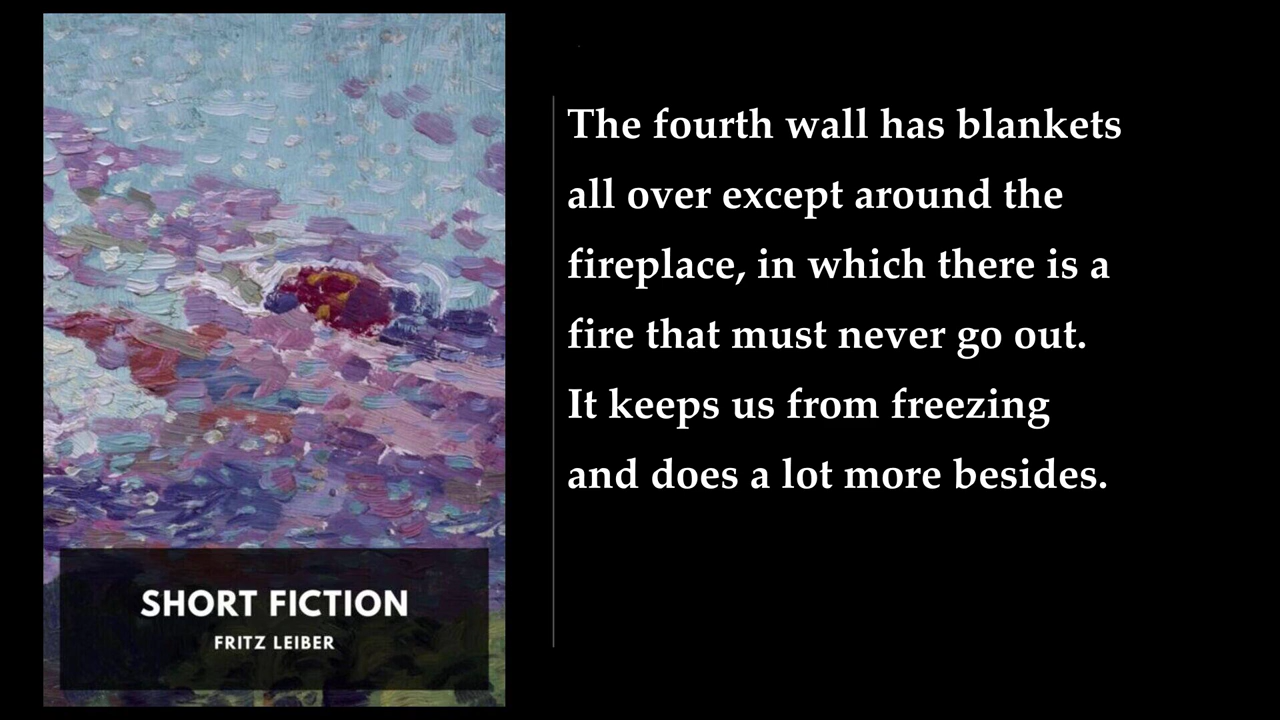 SHORT FICTION
FRITZ LEIBER
The fourth wall has blankets
all over except around the
fireplace, in which there is a
fire that must never go out.
It keeps us from freezing
and does a lot more besides.